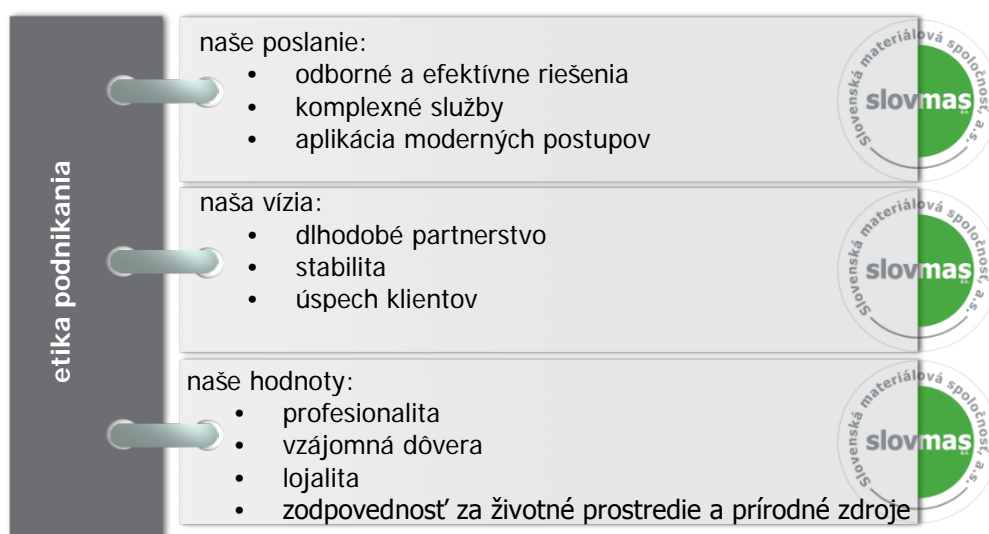 etika podnikania
naše poslanie:
• odborné a efektívne riešenia
• komplexné služby
• aplikácia moderných postupov
Slovenská materiálová spoločnosť, a.s.
slovmas
a.s.
naša vízia:
• dlhodobé partnerstvo
• stabilita
• úspech klientov
Slovenská materiálová spoločnosť, a.s.
slovmas
a.s.
naše hodnoty:
• profesionalita
• vzájomná dôvera
• lojalita
• zodpovednosť za životné prostredie a prírodné zdroje
Slovenská materiálová spoločnosť, a.s.
slovmas
a.s.